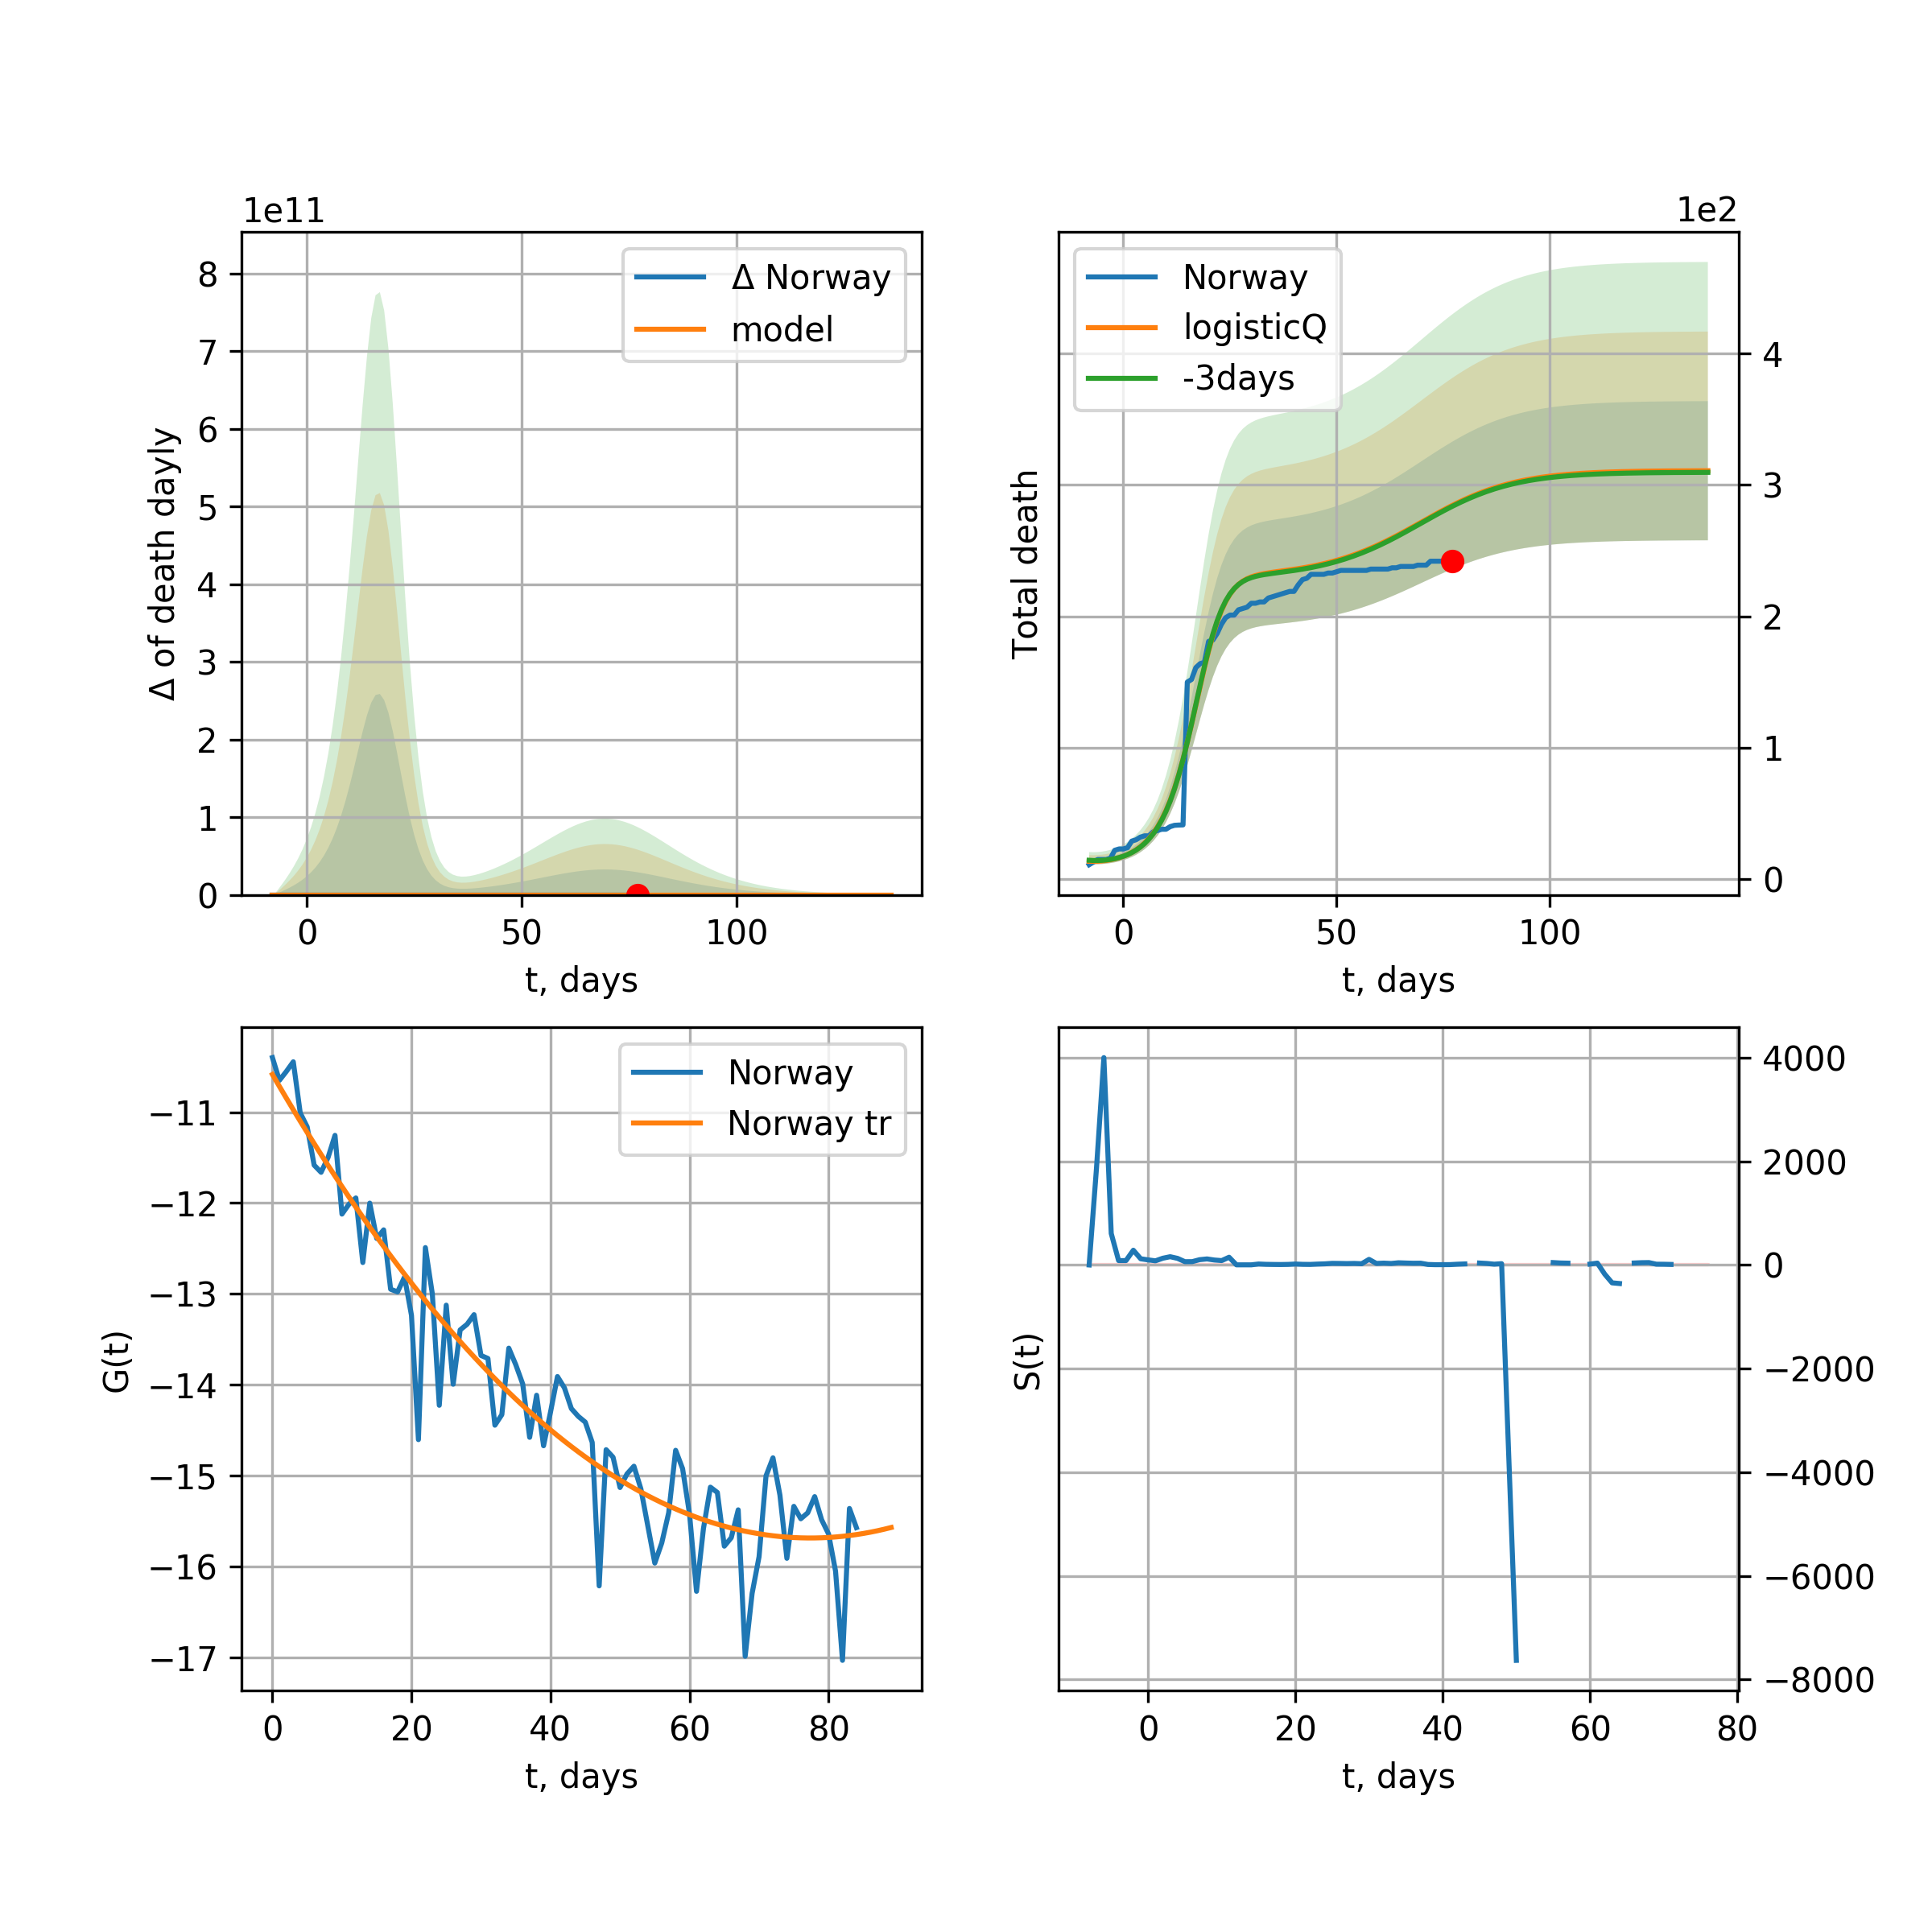 1e11
Δ of death dayly
8
7
6
5
4
3
2
1
0
Δ Norway
model
0 50 100
t, days
1e2
Total death
Norway
logisticQ
-3days
4
3
2
1
0
0 50 100
t, days
G(t)
−11
−12
−13
−14
−15
−16
−17
Norway
Norway tr
0 20 40 60 80
t, days
S(t)
4000
2000
0
−2000
−4000
−6000
−8000
0 20 40 60 80
t, days